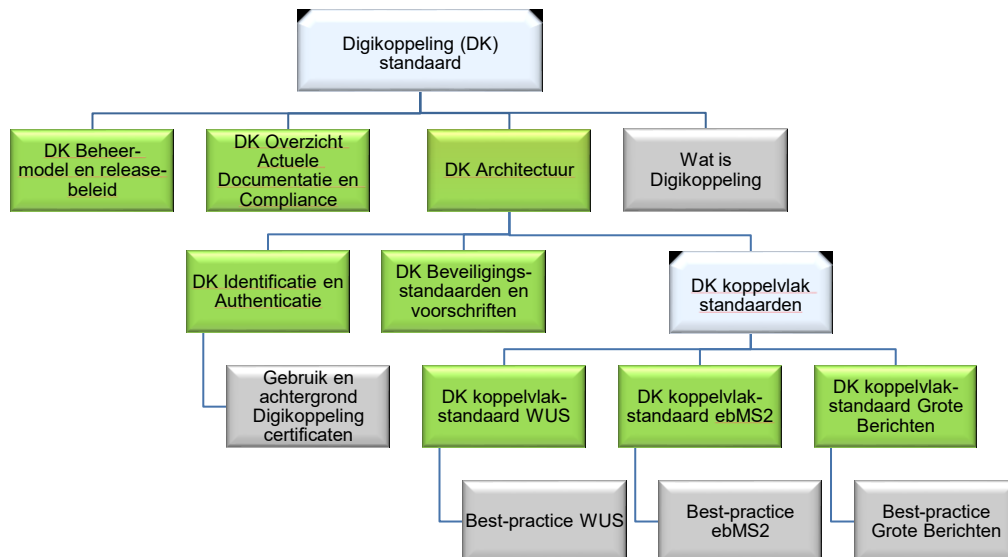 Digikoppeling (DK)
standaard
DK Beheer-
model en release-
beleid
DK Overzicht
Actuele
Documentatie en
Compliance
DK Architectuur
Wat is
Digikoppeling
DK Identificatie en
Authenticatie
DK Beveiligings-
standaarden en
voorschriften
DK koppelvlak
standaarden
Gebruik en
achtergrond
Digikoppeling
certificaten
DK koppelvlak-
standaard WUS
DK koppelvlak-
standaard ebMS2
DK koppelvlak-
standaard Grote
Berichten
Best-practice WUS
Best-practice
ebMS2
Best-practice
Grote Berichten